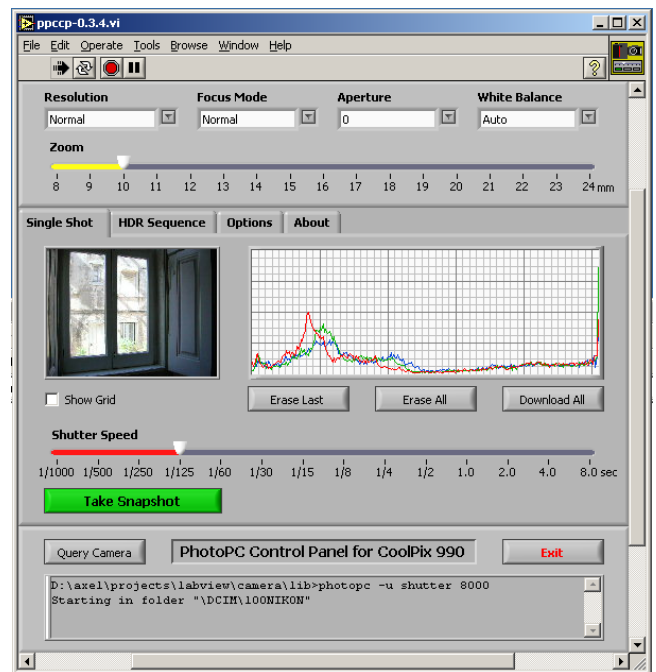 ppccp-0.3.4.vi
File Edit Operate Tools Browse Window Help
?
Resolution Focus Mode Aperture White Balance
Normal Normal 0 Auto
Zoom
8 9 10 11 12 13 14 15 16 17 18 19 20 21 22 23 24 mm
Single Shot HDR Sequence Options About
Show Grid Erase Last Erase All Download All
Shutter Speed
1/1000 1/500 1/250 1/125 1/60 1/30 1/15 1/8 1/4 1/2 1.0 2.0 4.0 8.0 sec
Take Snapshot
Query Camera PhotoPC Control Panel for CoolPix 990 Exit
D:\axel\projects\labview\camera\lib>photopc -u shutter 8000
Starting in folder "\DCIM\100NIKON"